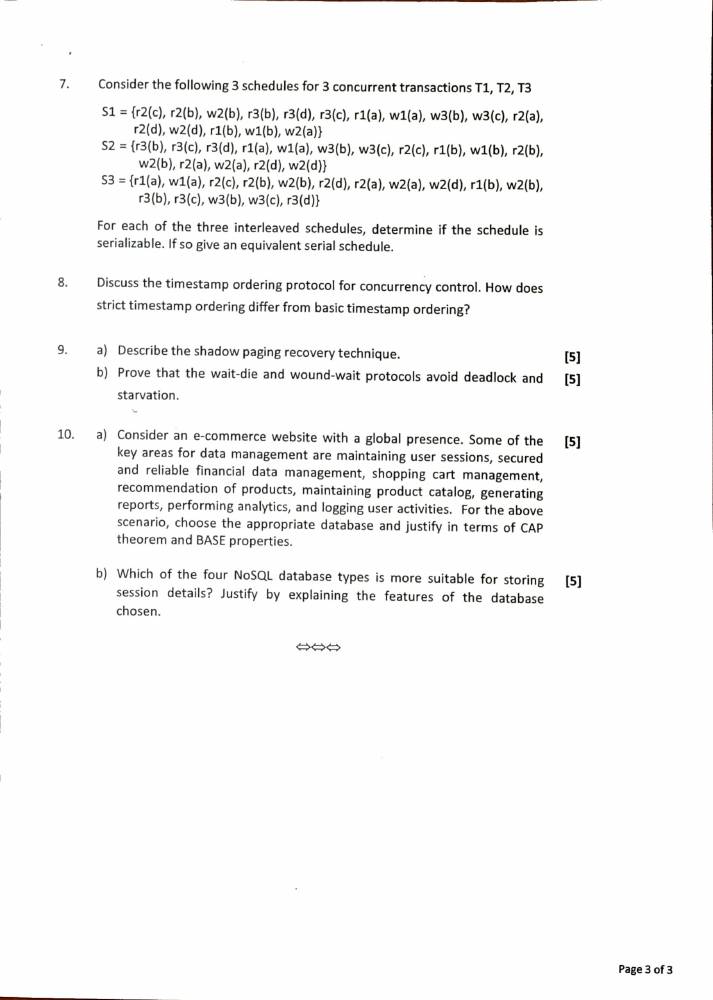 7. Consider the following 3 schedules for 3 concurrent transactions T1, T2, T3
S1 = {r2(c), r2(b), w2(b), r3(b), r3(d), r3(c), r1(a), w1(a), w3(b), w3(c), r2(a),
r2(d), w2(d), r1(b), w1(b), w2(a)}
S2 = {r3(b), r3(c), r3(d), r1(a), w1(a), w3(b), w3(c), r2(c), r1(b), w1(b), r2(b),
w2(b), r2(a), w2(a), r2(d), w2(d)}
S3 = {r1(a), w1(a), r2(c), r2(b), w2(b), r2(d), r2(a), w2(a), w2(d), r1(b), w2(b),
r3(b), r3(c), w3(b), w3(c), r3(d)}
For each of the three interleaved schedules, determine if the schedule is
serializable. If so give an equivalent serial schedule.
8. Discuss the timestamp ordering protocol for concurrency control. How does
strict timestamp ordering differ from basic timestamp ordering?
9. a) Describe the shadow paging recovery technique. [5]
b) Prove that the wait-die and wound-wait protocols avoid deadlock and [5]
starvation.
10. a) Consider an e-commerce website with a global presence. Some of the [5]
key areas for data management are maintaining user sessions, secured
and reliable financial data management, shopping cart management,
recommendation of products, maintaining product catalog, generating
reports, performing analytics, and logging user activities. For the above
scenario, choose the appropriate database and justify in terms of CAP
theorem and BASE properties.
b) Which of the four NoSQL database types is more suitable for storing [5]
session details? Justify by explaining the features of the database
chosen.
⇔⇔⇔
Page 3 of 3